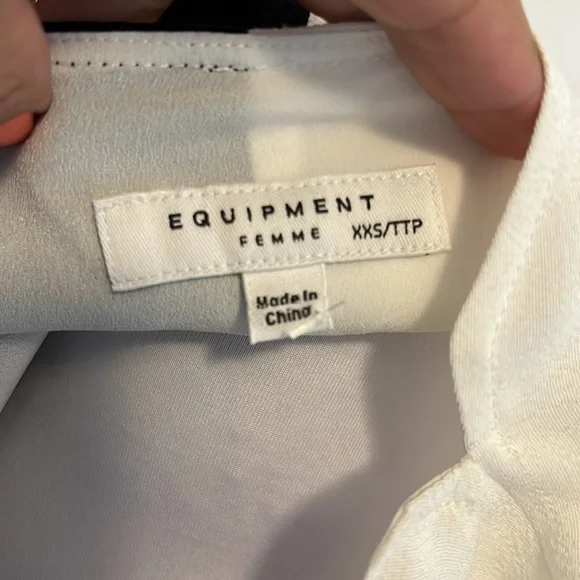 EQUIPMENT
FEMME XXS/TTP
Made In
China